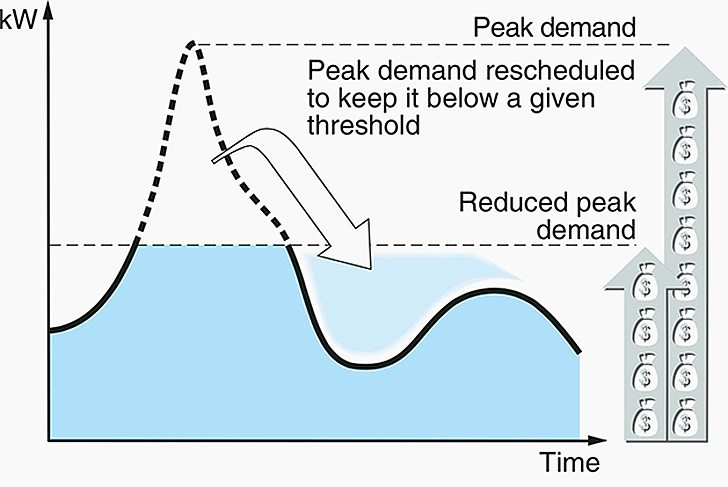 kW
Peak demand
Peak demand rescheduled
to keep it below a given
threshold
Reduced peak
demand
$
$
$
$
$
$
$
$
$
$
$
$
Time